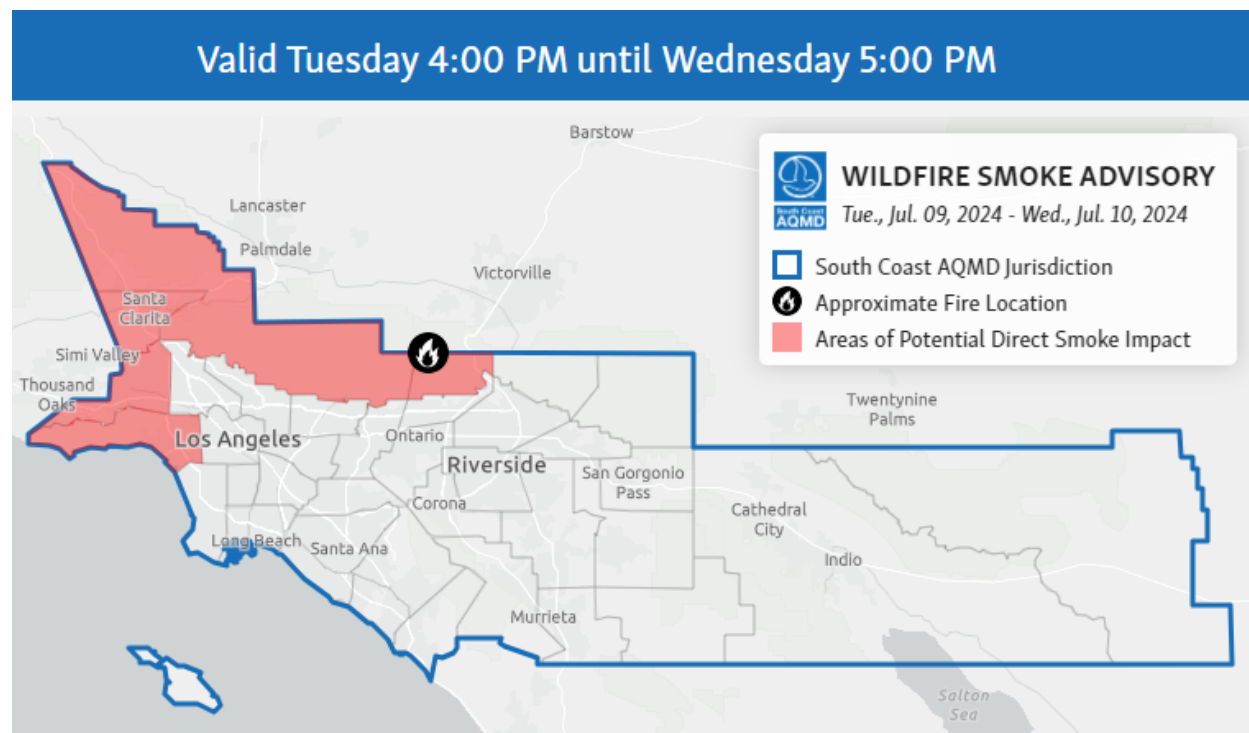 Valid Tuesday 4:00 PM until Wednesday 5:00 PM
Barstow
WILDFIRE SMOKE ADVISORY
South Coast
AQMD
Tue., Jul. 09, 2024 - Wed., Jul. 10, 2024
South Coast AQMD Jurisdiction
Approximate Fire Location
Areas of Potential Direct Smoke Impact
Lancaster
Palmdale
Victorville
Santa
Clarita
Simi Valley
Thousand
Oaks
Twentynine
Palms
Los Angeles
Ontario
Riverside
San Gorgonio
Pass
Corona
Cathedral
City
Long Beach
Santa Ana
Indio
Murrieta
Salton
Sea